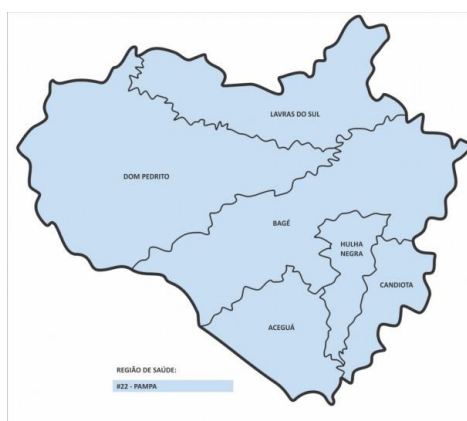 LAVRAS DO SUL
DOM PEDRITO
BAGÉ
HULHA
NEGRA
CANDIOTA
ACEGUÁ
REGIÃO DE SAÚDE:
#22 - PAMPA